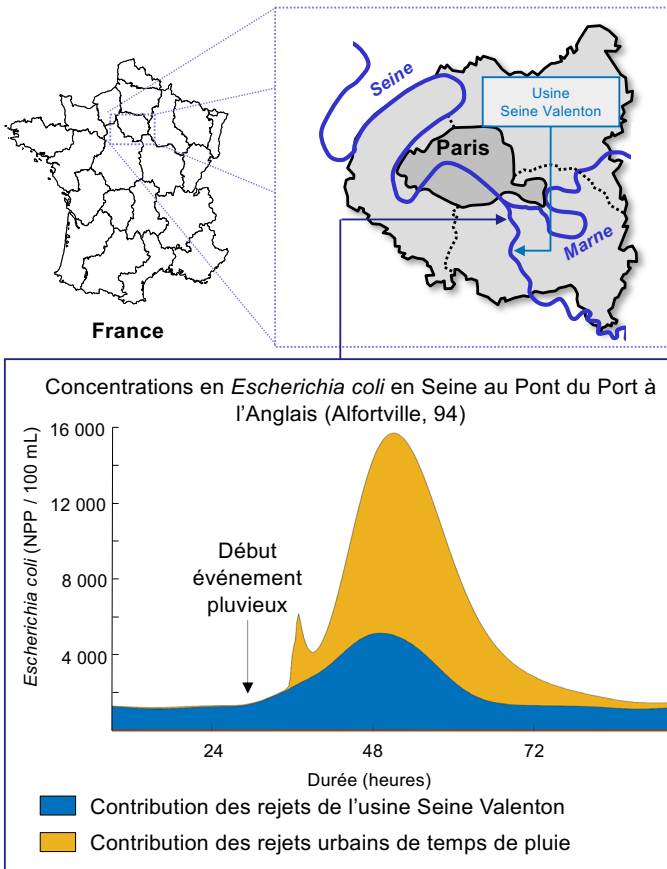 Seine
Usine
Seine Valenton
Paris
Marne
France
Concentrations en Escherichia coli en Seine au Pont du Port à
l'Anglais (Alfortville, 94)
Escherichia coli (NPP / 100 mL)
16 000
12 000
8 000
4 000
Début
événement
pluvieux
24
48
72
Durée (heures)
Contribution des rejets de l'usine Seine Valenton
Contribution des rejets urbains de temps de pluie